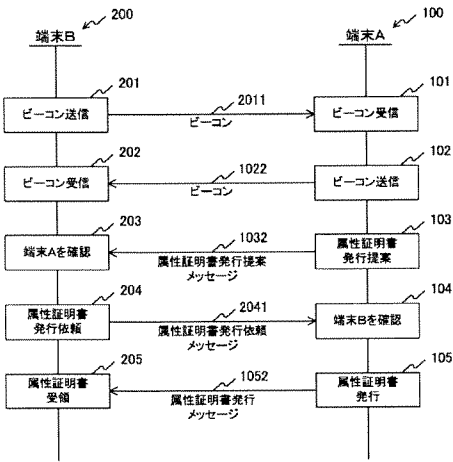 200
100
端末B
端末A
201
2011
101
ビーコン送信
ビーコン
ビーコン受信
202
1022
102
ビーコン受信
ビーコン
ビーコン送信
203
1032
103
端末Aを確認
属性証明書発行提案
メッセージ
属性証明書
発行提案
204
2041
104
属性証明書
発行依頼
属性証明書発行依頼
メッセージ
端末Bを確認
205
1052
105
属性証明書
受領
属性証明書発行
メッセージ
属性証明書
発行